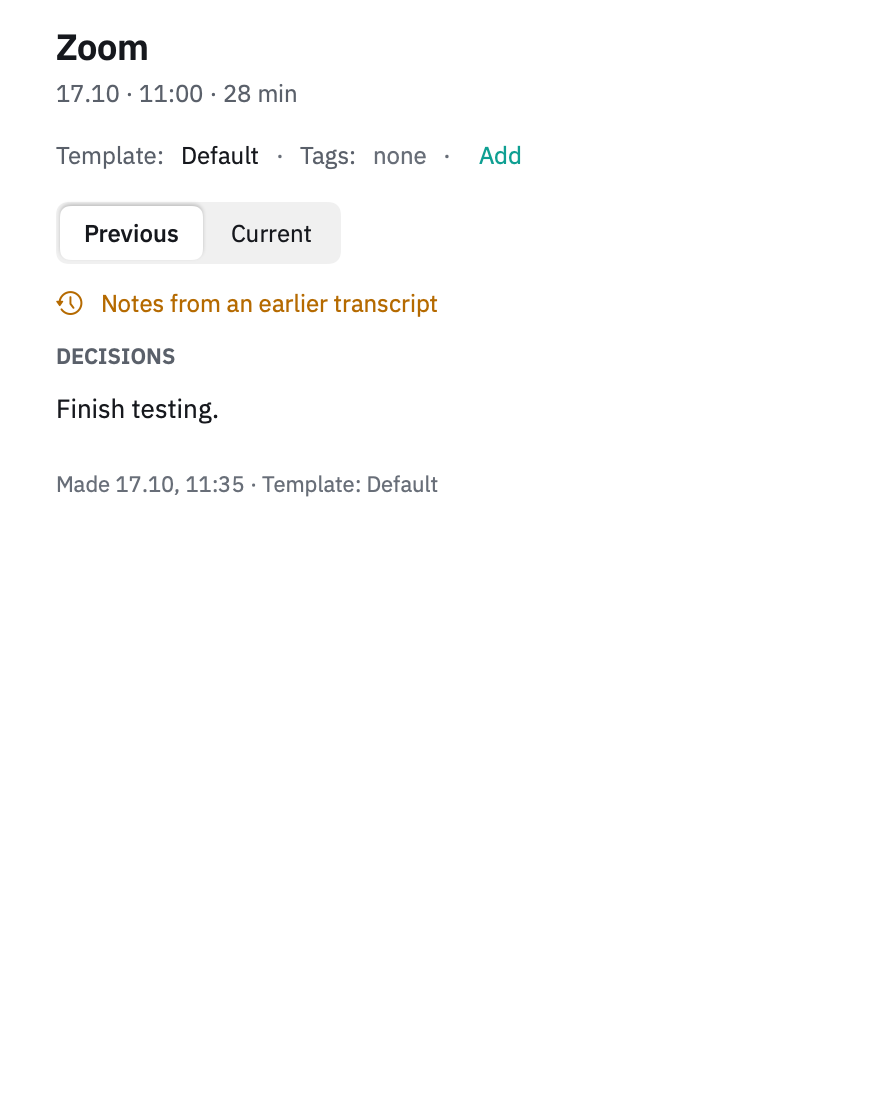 Zoom
17.10 · 11:00 · 28 min
Template: Default · Tags: none · Add
Previous Current
Notes from an earlier transcript
DECISIONS
Finish testing.
Made 17.10, 11:35 · Template: Default